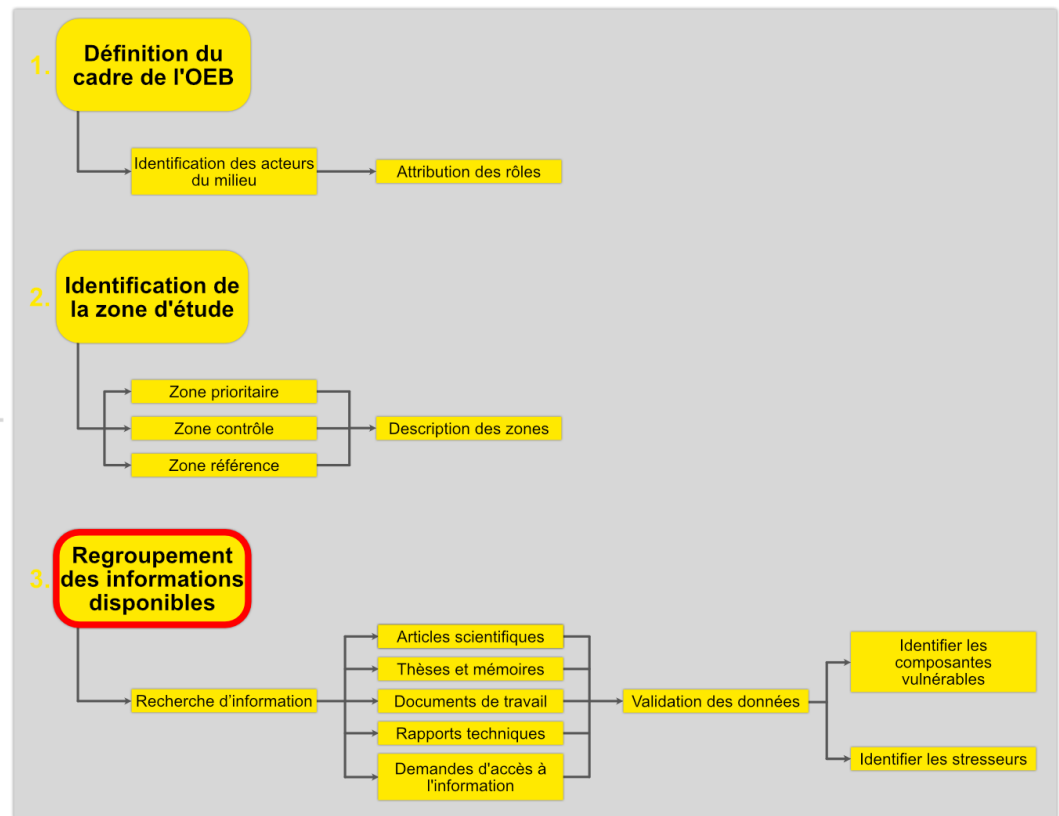 1.
Définition du
cadre de l'OEB
Identification des acteurs
du milieu
Attribution des rôles
2.
Identification de
la zone d'étude
Zone prioritaire
Zone contrôle
Zone référence
Description des zones
3.
Regroupement
des informations
disponibles
Recherche d’information
Articles scientifiques
Thèses et mémoires
Documents de travail
Rapports techniques
Demandes d'accès à
l'information
Validation des données
Identifier les
composantes
vulnérables
Identifier les stresseurs